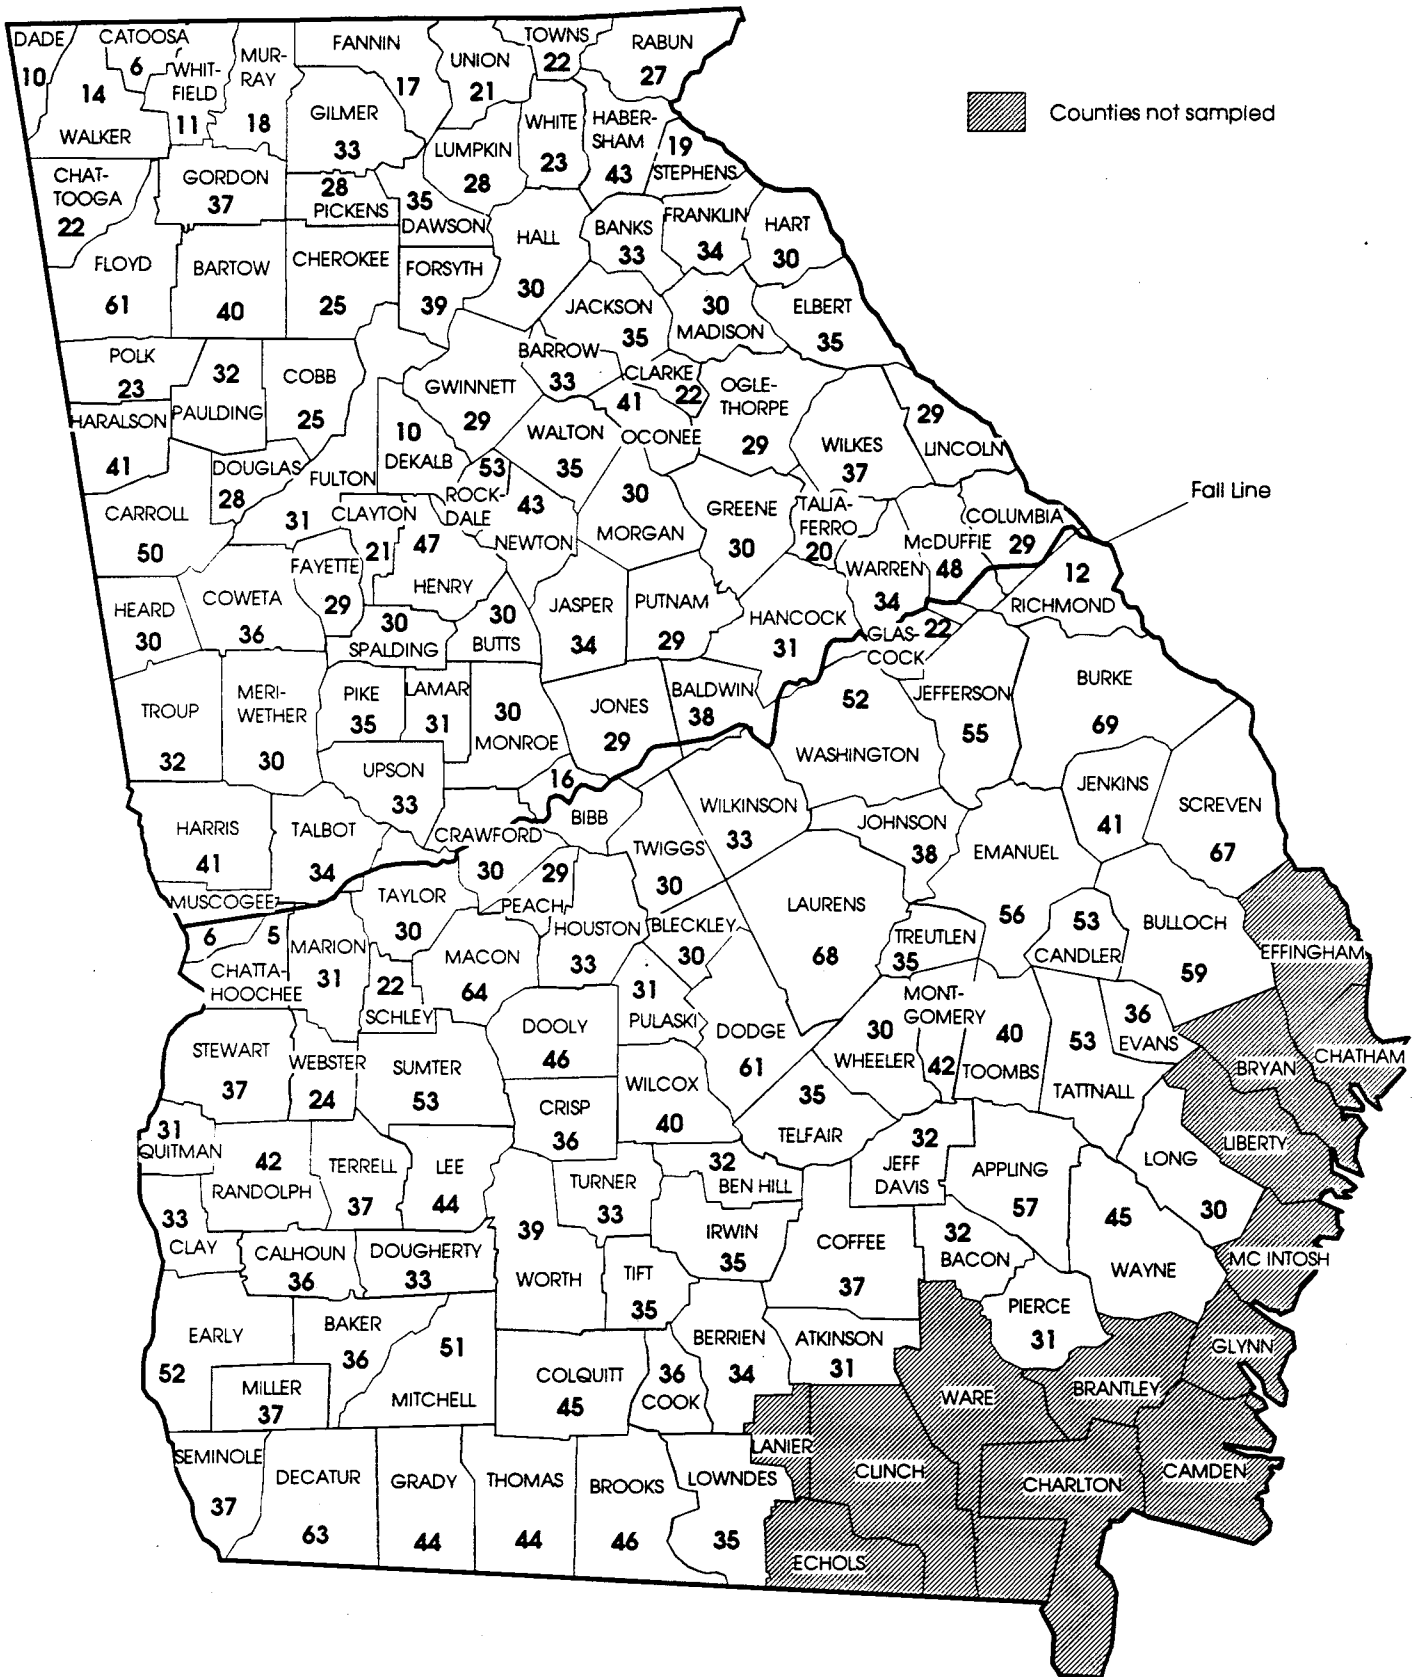 DADE
10
CATOOSA
6
14
WALKER
WHIT-
FIELD
11
MUR-
RAY
18
FANNIN
17
GILMER
33
UNION
21
TOWNS
22
RABUN
27
Counties not sampled
LUMPKIN
28
WHITE
23
HABER-
SHAM
43
19
STEPHENS
CHAT-
TOOGA
22
GORDON
37
28
PICKENS
35
DAWSON
HALL
30
BANKS
33
FRANKLIN
34
HART
30
FLOYD
61
BARTOW
40
CHEROKEE
25
FORSYTH
39
JACKSON
35
30
MADISON
ELBERT
35
POLK
23
32
PAULDING
COBB
25
GWINNETT
29
BARROW
33
CLARKE
22
41
OCONEE
OGLE-
THORPE
29
WILKES
37
29
LINCOLN
HARALSON
41
DOUGLAS
28
FULTON
31
10
DEKALB
53
ROCK-
DALE
WALTON
35
43
NEWTON
30
MORGAN
GREENE
30
TALIA-
FERRO
20
McDUFFIE
48
COLUMBIA
29
Fall Line
CARROLL
50
CLAYTON
21
47
HENRY
FAYETTE
29
WARREN
34
12
RICHMOND
HEARD
30
COWETA
36
30
SPALDING
30
BUTTS
JASPER
34
PUTNAM
29
HANCOCK
31
GLAS-
COCK
22
TROUP
32
MERI-
WETHER
30
PIKE
35
LAMAR
31
30
MONROE
JONES
29
BALDWIN
38
52
WASHINGTON
JEFFERSON
55
BURKE
69
UPSON
33
16
BIBB
WILKINSON
33
JENKINS
41
SCREVEN
67
HARRIS
41
TALBOT
34
CRAWFORD
30
29
PEACH
TWIGGS
30
JOHNSON
38
EMANUEL
56
MUSCOGEE
6
5
CHATTA-
HOOCHEE
MARION
31
TAYLOR
30
MACON
64
HOUSTON
33
BLECKLEY
30
LAURENS
68
TREUTLEN
35
53
CANDLER
BULLOCH
59
EFFINGHAM
22
SCHLEY
31
PULASKI
DODGE
61
30
WHEELER
MONT-
GOMERY
42
40
TOOMBS
53
TATTNALL
36
EVANS
BRYAN
CHATHAM
STEWART
37
WEBSTER
24
SUMTER
53
DOOLY
46
WILCOX
40
CRISP
36
35
TELFAIR
31
QUITMAN
42
RANDOLPH
TERRELL
37
LEE
44
TURNER
33
32
BEN HILL
32
JEFF
DAVIS
APPLING
57
LONG
30
LIBERTY
33
CLAY
CALHOUN
36
DOUGHERTY
33
39
WORTH
TIFT
35
IRWIN
35
COFFEE
37
32
BACON
45
WAYNE
MC INTOSH
EARLY
52
BAKER
36
51
MITCHELL
MILLER
37
COLQUITT
45
36
COOK
BERRIEN
34
ATKINSON
31
PIERCE
31
GLYNN
WARE
BRANTLEY
SEMINOLE
37
DECATUR
63
GRADY
44
THOMAS
44
BROOKS
46
LOWNDES
35
LANIER
CLINCH
CHARLTON
CAMDEN
ECHOLS